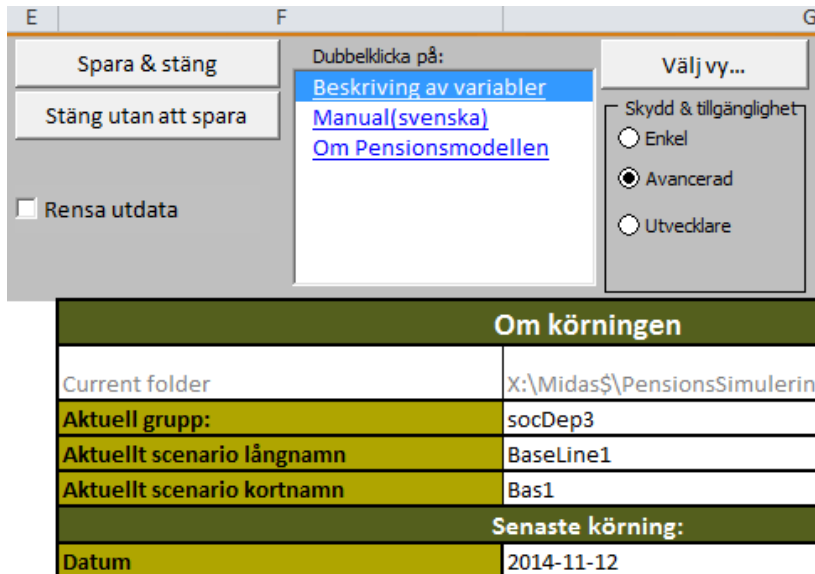 E F G
Spara & stäng
Stäng utan att spara
Rensa utdata
Dubbelklicka på:
Beskriving av variabler
Manual(svenska)
Om Pensionsmodellen
Välj vy...
Skydd & tillgänglighet
Enkel
Avancerad
Utvecklare
Om körningen
Current folder X:\Midas$\PensionsSimulerin
Aktuell grupp: socDep3
Aktuellt scenario långnamn BaseLine1
Aktuellt scenario kortnamn Bas1
Senaste körning:
Datum 2014-11-12